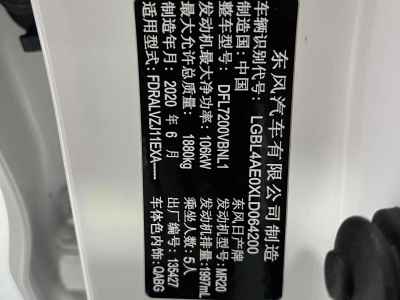 东风汽车有限公司制造
车辆识别代号：LGBL4AE0XLD064200
制造国：中国 东风日产牌
整车型号：DFL7200VBNL1 发动机型号：MR20
发动机最大净功率：106kW 发动机排量：1997mL
最大允许总质量：1880kg 乘坐人数：5人
制造年月：2020年6月 出厂编号：135427
适用型式：FDRALVZJ11EXA---- 车体色内饰：QABG